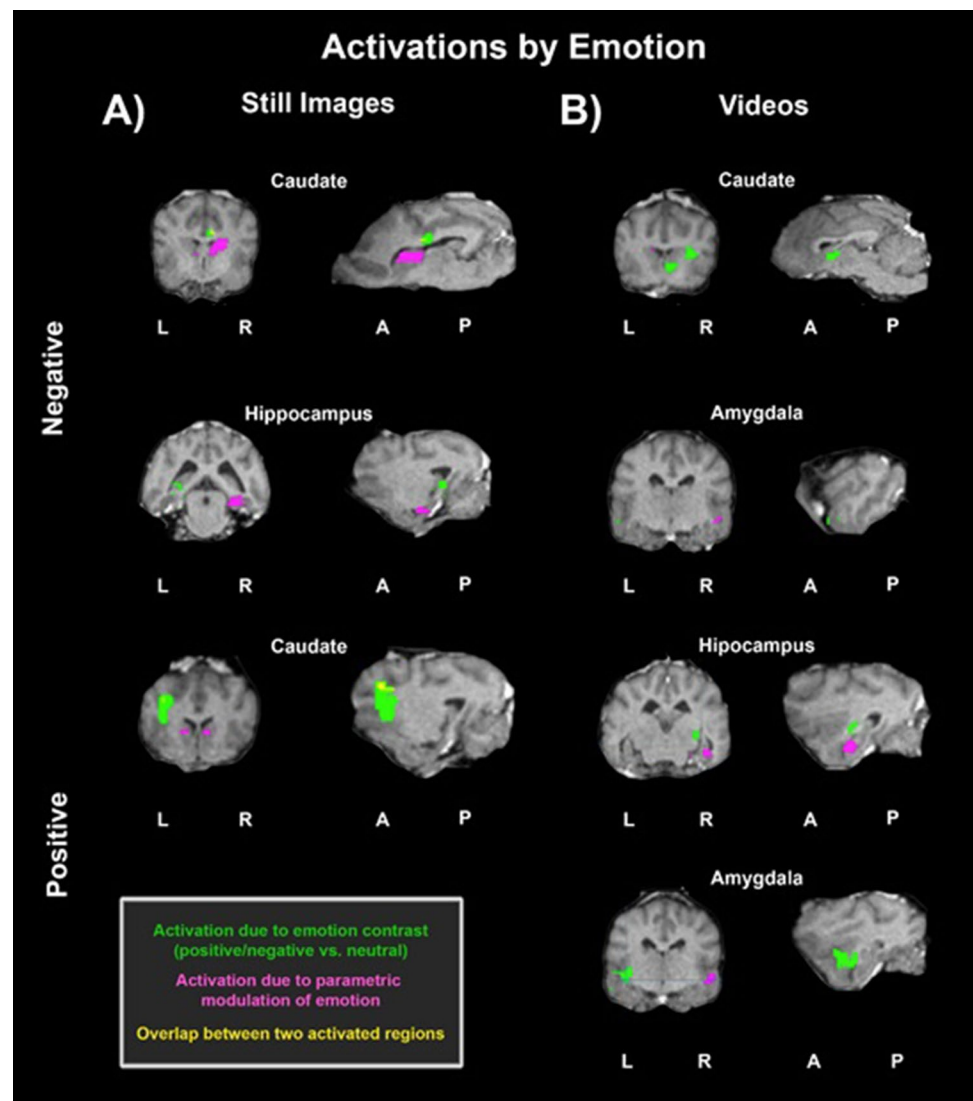 Activations by Emotion
A) Still Images
B) Videos
Negative
Caudate
L R A P
Caudate
L R A P
Hippocampus
L R A P
Amygdala
L R A P
Positive
Caudate
L R A P
Hipocampus
L R A P
Amygdala
L R A P
Activation due to emotion contrast
(positive/negative vs. neutral)
Activation due to parametric
modulation of emotion
Overlap between two activated regions